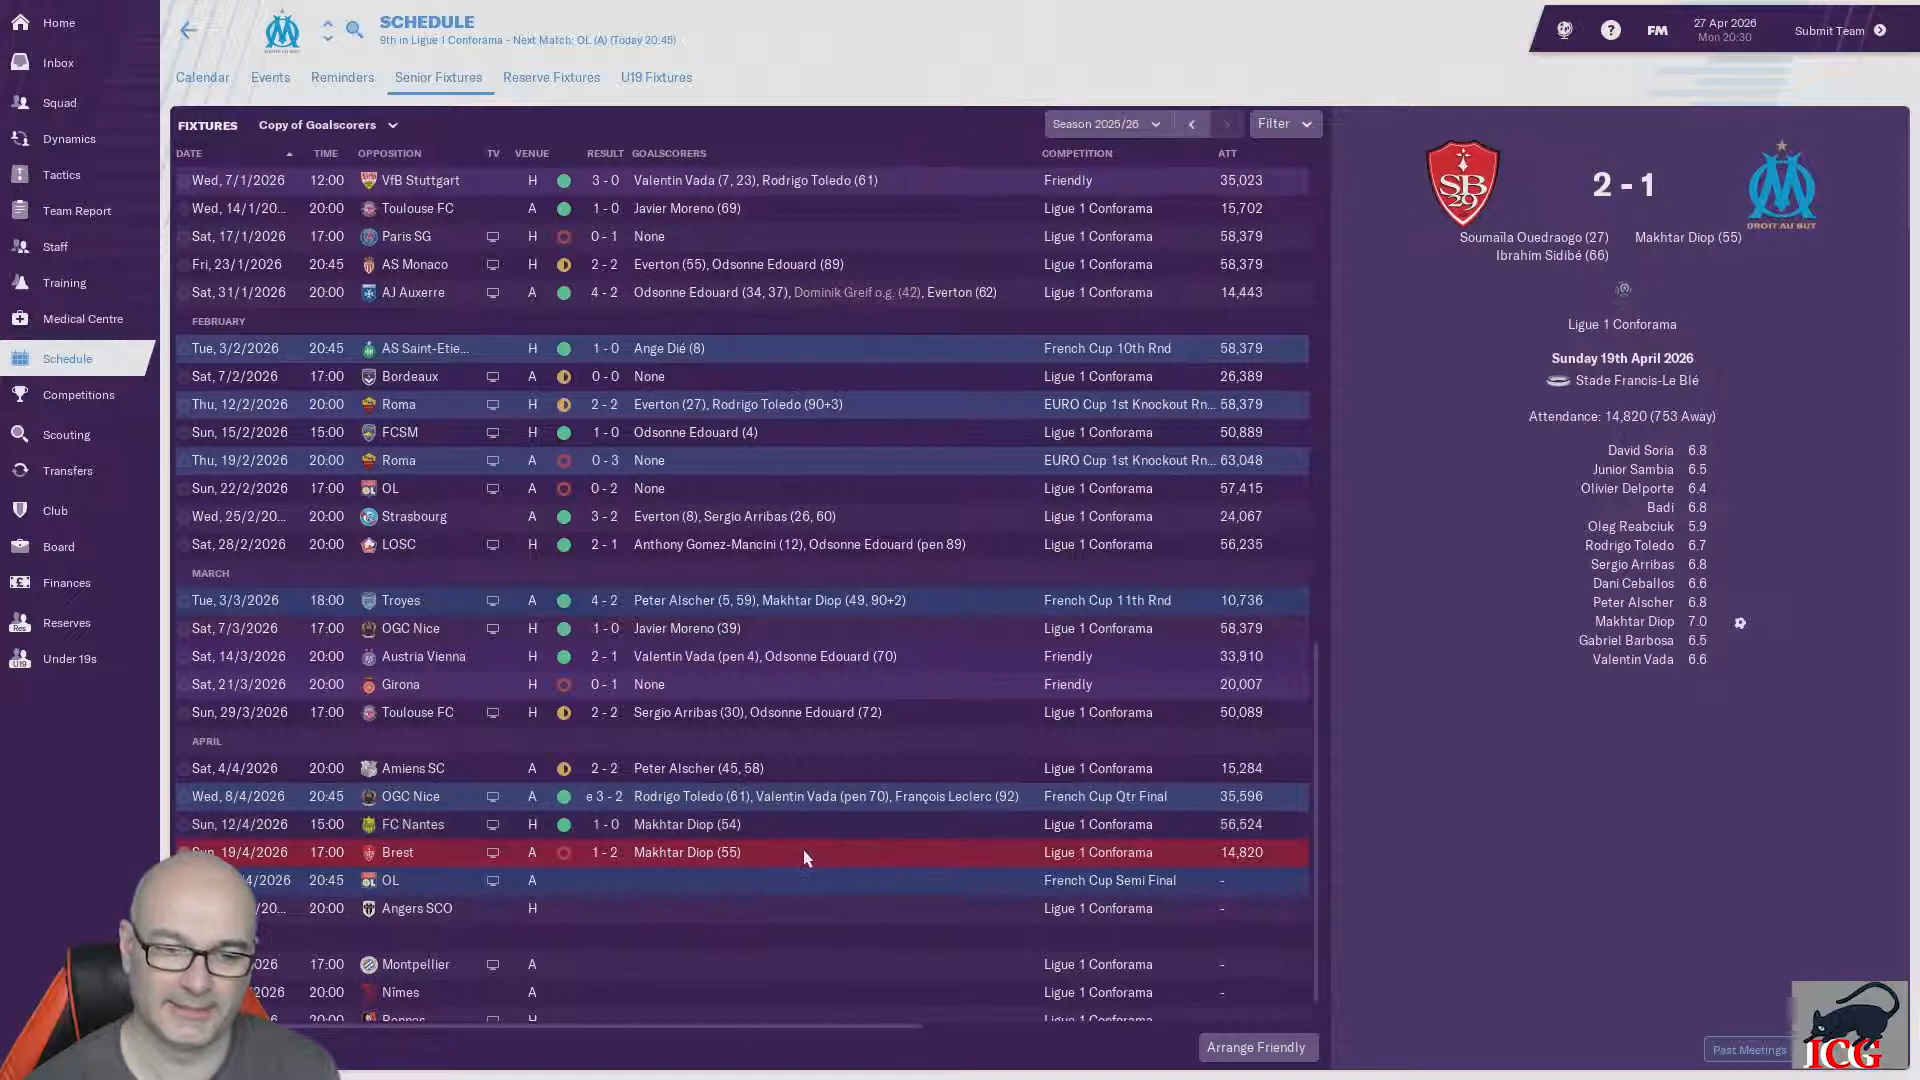 Home
Inbox
Squad
Dynamics
Tactics
Team Report
Staff
Training
Medical Centre
Schedule
Competitions
Scouting
Transfers
Club
Board
Finances
Reserves
Under 19s
SCHEDULE
9th in Ligue 1 Conforama - Next Match: OL (A) (Today 20:45)
FM 27 Apr 2026 Mon 20:30 Submit Team
Calendar Events Reminders Senior Fixtures Reserve Fixtures U19 Fixtures
FIXTURES Copy of Goalscorers Season 2025/26 Filter
DATE TIME OPPOSITION TV VENUE RESULT GOALSCORERS COMPETITION ATT
Wed, 7/1/2026 12:00 VfB Stuttgart H 3 - 0 Valentin Vada (7, 23), Rodrigo Toledo (61) Friendly 35,023
Wed, 14/1/20... 20:00 Toulouse FC A 1 - 0 Javier Moreno (69) Ligue 1 Conforama 15,702
Sat, 17/1/2026 17:00 Paris SG H 0 - 1 None Ligue 1 Conforama 58,379
Fri, 23/1/2026 20:45 AS Monaco H 2 - 2 Everton (55), Odsonne Edouard (89) Ligue 1 Conforama 58,379
Sat, 31/1/2026 20:00 AJ Auxerre A 4 - 2 Odsonne Edouard (34, 37), Dominik Greif o.g. (42), Everton (62) Ligue 1 Conforama 14,443
FEBRUARY
Tue, 3/2/2026 20:45 AS Saint-Etie... H 1 - 0 Ange Dié (8) French Cup 10th Rnd 58,379
Sat, 7/2/2026 17:00 Bordeaux A 0 - 0 None Ligue 1 Conforama 26,389
Thu, 12/2/2026 20:00 Roma H 2 - 2 Everton (27), Rodrigo Toledo (90+3) EURO Cup 1st Knockout Rn... 58,379
Sun, 15/2/2026 15:00 FCSM H 1 - 0 Odsonne Edouard (4) Ligue 1 Conforama 50,889
Thu, 19/2/2026 20:00 Roma A 0 - 3 None EURO Cup 1st Knockout Rn... 63,048
Sun, 22/2/2026 17:00 OL A 0 - 2 None Ligue 1 Conforama 57,415
Wed, 25/2/20... 20:00 Strasbourg A 3 - 2 Everton (8), Sergio Arribas (26, 60) Ligue 1 Conforama 24,067
Sat, 28/2/2026 20:00 LOSC H 2 - 1 Anthony Gomez-Mancini (12), Odsonne Edouard (pen 89) Ligue 1 Conforama 56,235
MARCH
Tue, 3/3/2026 18:00 Troyes A 4 - 2 Peter Alscher (5, 59), Makhtar Diop (49, 90+2) French Cup 11th Rnd 10,736
Sat, 7/3/2026 17:00 OGC Nice H 1 - 0 Javier Moreno (39) Ligue 1 Conforama 58,379
Sat, 14/3/2026 20:00 Austria Vienna H 2 - 1 Valentin Vada (pen 4), Odsonne Edouard (70) Friendly 33,910
Sat, 21/3/2026 20:00 Girona H 0 - 1 None Friendly 20,007
Sun, 29/3/2026 17:00 Toulouse FC H 2 - 2 Sergio Arribas (30), Odsonne Edouard (72) Ligue 1 Conforama 50,089
APRIL
Sat, 4/4/2026 20:00 Amiens SC A 2 - 2 Peter Alscher (45, 58) Ligue 1 Conforama 15,284
Wed, 8/4/2026 20:45 OGC Nice A e 3 - 2 Rodrigo Toledo (61), Valentin Vada (pen 70), François Leclerc (92) French Cup Qtr Final 35,596
Sun, 12/4/2026 15:00 FC Nantes H 1 - 0 Makhtar Diop (54) Ligue 1 Conforama 56,524
Sun, 19/4/2026 17:00 Brest A 1 - 2 Makhtar Diop (55) Ligue 1 Conforama 14,820
/4/2026 20:45 OL A French Cup Semi Final -
/20... 20:00 Angers SCO H Ligue 1 Conforama -
026 17:00 Montpellier A Ligue 1 Conforama -
2026 20:00 Nîmes A Ligue 1 Conforama -
6 20:00 Rennes H Ligue 1 Conforama
Arrange Friendly
SB 29 2 - 1 DROIT AU BUT
Soumaïla Ouedraogo (27) Makhtar Diop (55)
Ibrahim Sidibé (66)
Ligue 1 Conforama
Sunday 19th April 2026
Stade Francis-Le Blé
Attendance: 14,820 (753 Away)
David Soria 6.8
Junior Sambia 6.5
Olivier Delporte 6.4
Badi 6.8
Oleg Reabciuk 5.9
Rodrigo Toledo 6.7
Sergio Arribas 6.8
Dani Ceballos 6.6
Peter Alscher 6.8
Makhtar Diop 7.0
Gabriel Barbosa 6.5
Valentin Vada 6.6
Past Meetings
ICG